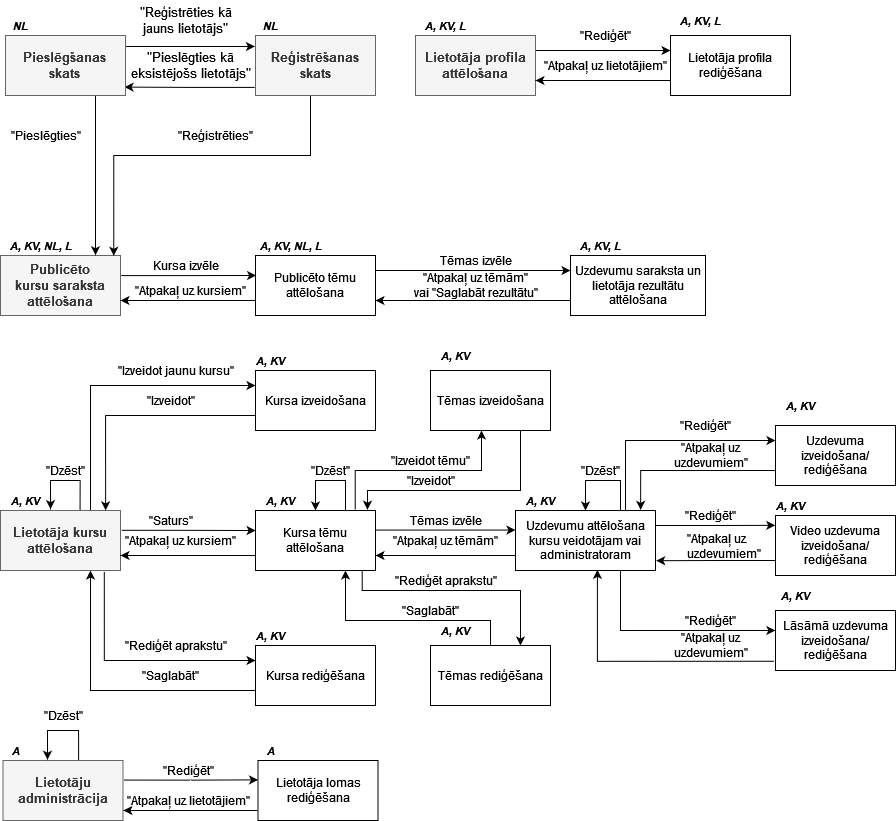 NL
"Reģistrēties kā
jauns lietotājs"
NL
Pieslēgšanas
skats
"Pieslēgties kā
eksistējošs lietotājs"
Reģistrēšanas
skats
A, KV, L
Lietotāja profila
attēlošana
"Rediģēt"
"Atpakaļ uz lietotājiem"
A, KV, L
Lietotāja profila
rediģēšana
"Pieslēgties"
"Reģistrēties"
A, KV, NL, L
Publicēto
kursu saraksta
attēlošana
Kursa izvēle
"Atpakaļ uz kursiem"
A, KV, NL, L
Publicēto tēmu
attēlošana
Tēmas izvēle
"Atpakaļ uz tēmām"
vai "Saglabāt rezultātu"
A, KV, L
Uzdevumu saraksta un
lietotāja rezultātu
attēlošana
"Izveidot jaunu kursu"
"Izveidot"
A, KV
Kursa izveidošana
A, KV
Tēmas izveidošana
"Dzēst"
A, KV
Lietotāja kursu
attēlošana
"Saturs"
"Atpakaļ uz kursiem"
"Dzēst"
"Izveidot tēmu"
"Izveidot"
A, KV
Kursa tēmu
attēlošana
Tēmas izvēle
"Atpakaļ uz tēmām"
"Dzēst"
A, KV
Uzdevumu attēlošana
kursu veidotājam vai
administratoram
"Rediģēt"
"Atpakaļ uz
uzdevumiem"
A, KV
Uzdevuma
izveidošana/
rediģēšana
"Rediģēt"
"Atpakaļ uz
uzdevumiem"
A, KV
Video uzdevuma
izveidošana/
rediģēšana
"Rediģēt"
"Atpakaļ uz
uzdevumiem"
A, KV
Lāsāmā uzdevuma
izveidošana/
rediģēšana
"Rediģēt aprakstu"
"Saglabāt"
A, KV
Kursa rediģēšana
"Rediģēt aprakstu"
"Saglabāt"
A, KV
Tēmas rediģēšana
"Dzēst"
A
Lietotāju
administrācija
"Rediģēt"
"Atpakaļ uz lietotājiem"
A
Lietotāja lomas
rediģēšana